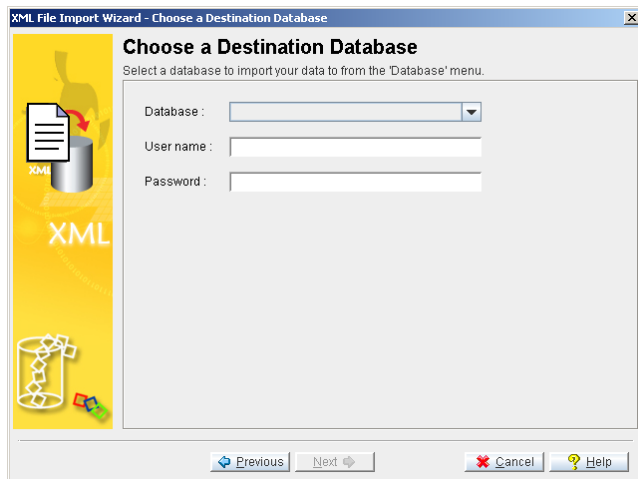 XML File Import Wizard - Choose a Destination Database
Choose a Destination Database
Select a database to import your data to from the 'Database' menu.
Database :
User name :
Password :
XML
XML
Previous
Next
Cancel
Help